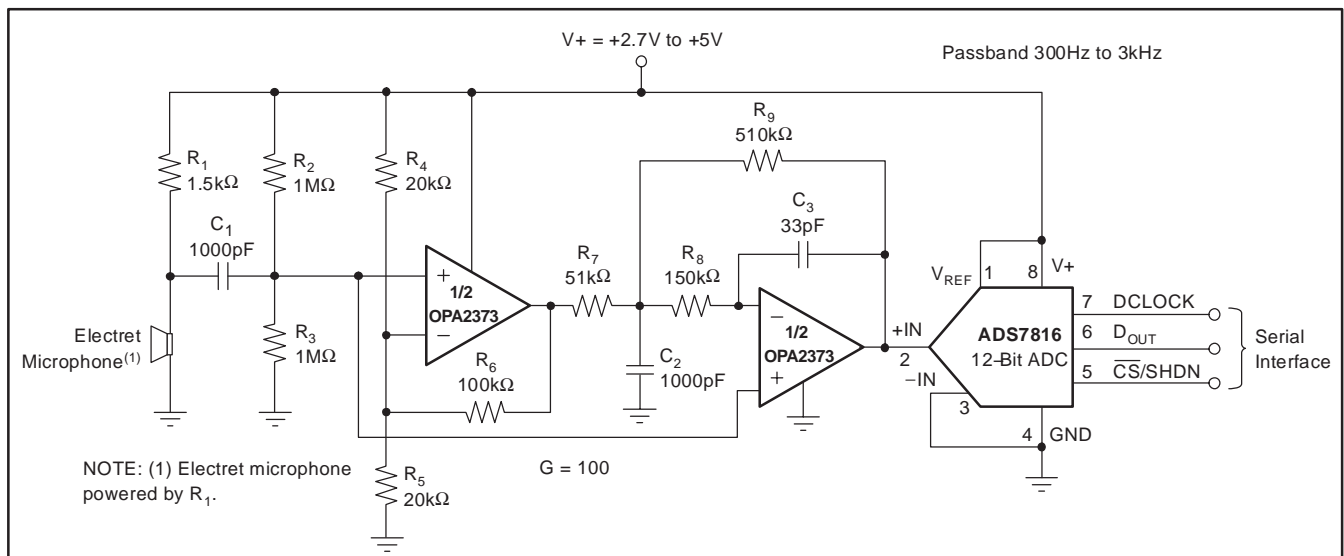 V+ = +2.7V to +5V
Passband 300Hz to 3kHz
R1
1.5kΩ
R2
1MΩ
R4
20kΩ
R9
510kΩ
C1
1000pF
C3
33pF
R7
51kΩ
R8
150kΩ
+
1/2
OPA2373
−
VREF
1
8
V+
Electret
Microphone(1)
R3
1MΩ
R6
100kΩ
C2
1000pF
−
1/2
OPA2373
+
+IN
2
−IN
3
ADS7816
12–Bit ADC
7
DCLOCK
6
DOUT
5
CS/SHDN
Serial
Interface
4
GND
NOTE: (1) Electret microphone
powered by R1.
R5
20kΩ
G = 100